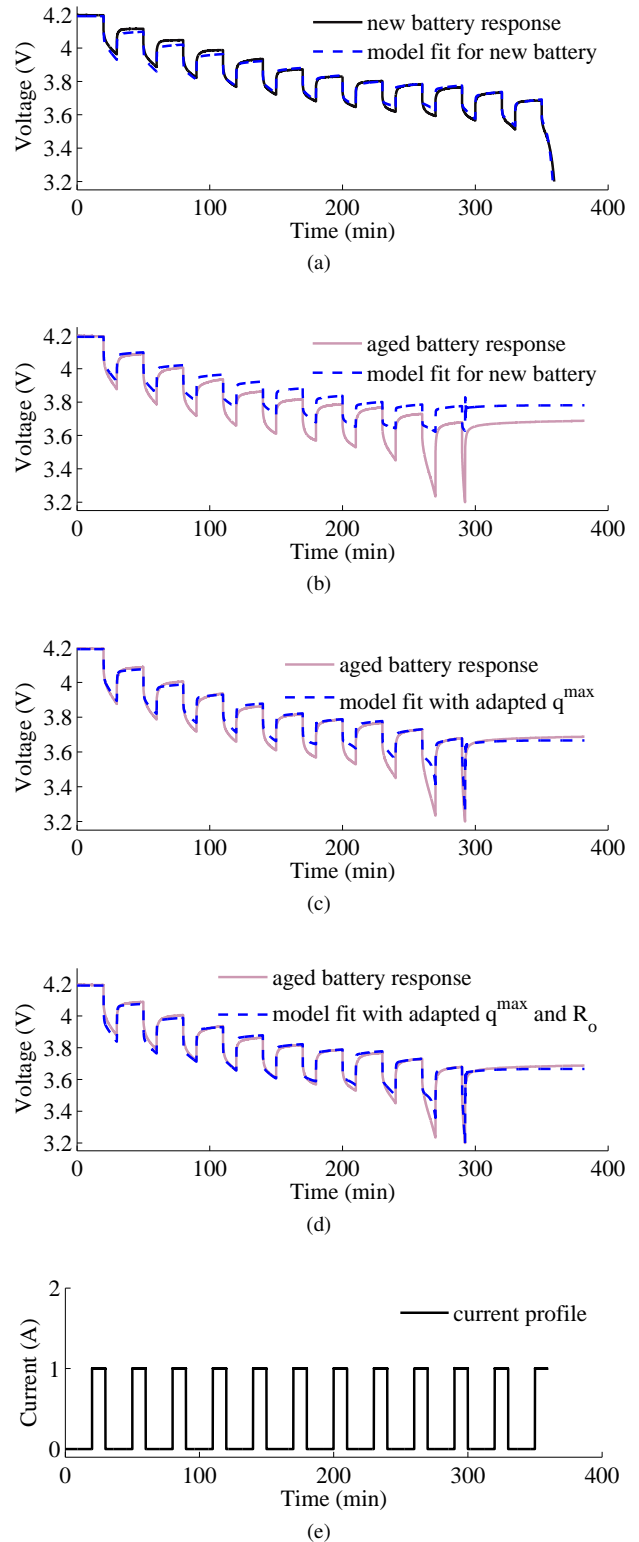 4.2
4
3.8
3.6
3.4
3.2
Voltage (V)
new battery response
model fit for new battery
0 100 200 300 400
Time (min)
(a)
4.2
4
3.8
3.6
3.4
3.2
Voltage (V)
aged battery response
model fit for new battery
0 100 200 300 400
Time (min)
(b)
4.2
4
3.8
3.6
3.4
3.2
Voltage (V)
aged battery response
model fit with adapted q^max
0 100 200 300 400
Time (min)
(c)
4.2
4
3.8
3.6
3.4
3.2
Voltage (V)
aged battery response
model fit with adapted q^max and R_o
0 100 200 300 400
Time (min)
(d)
2
1
0
Current (A)
current profile
0 100 200 300 400
Time (min)
(e)